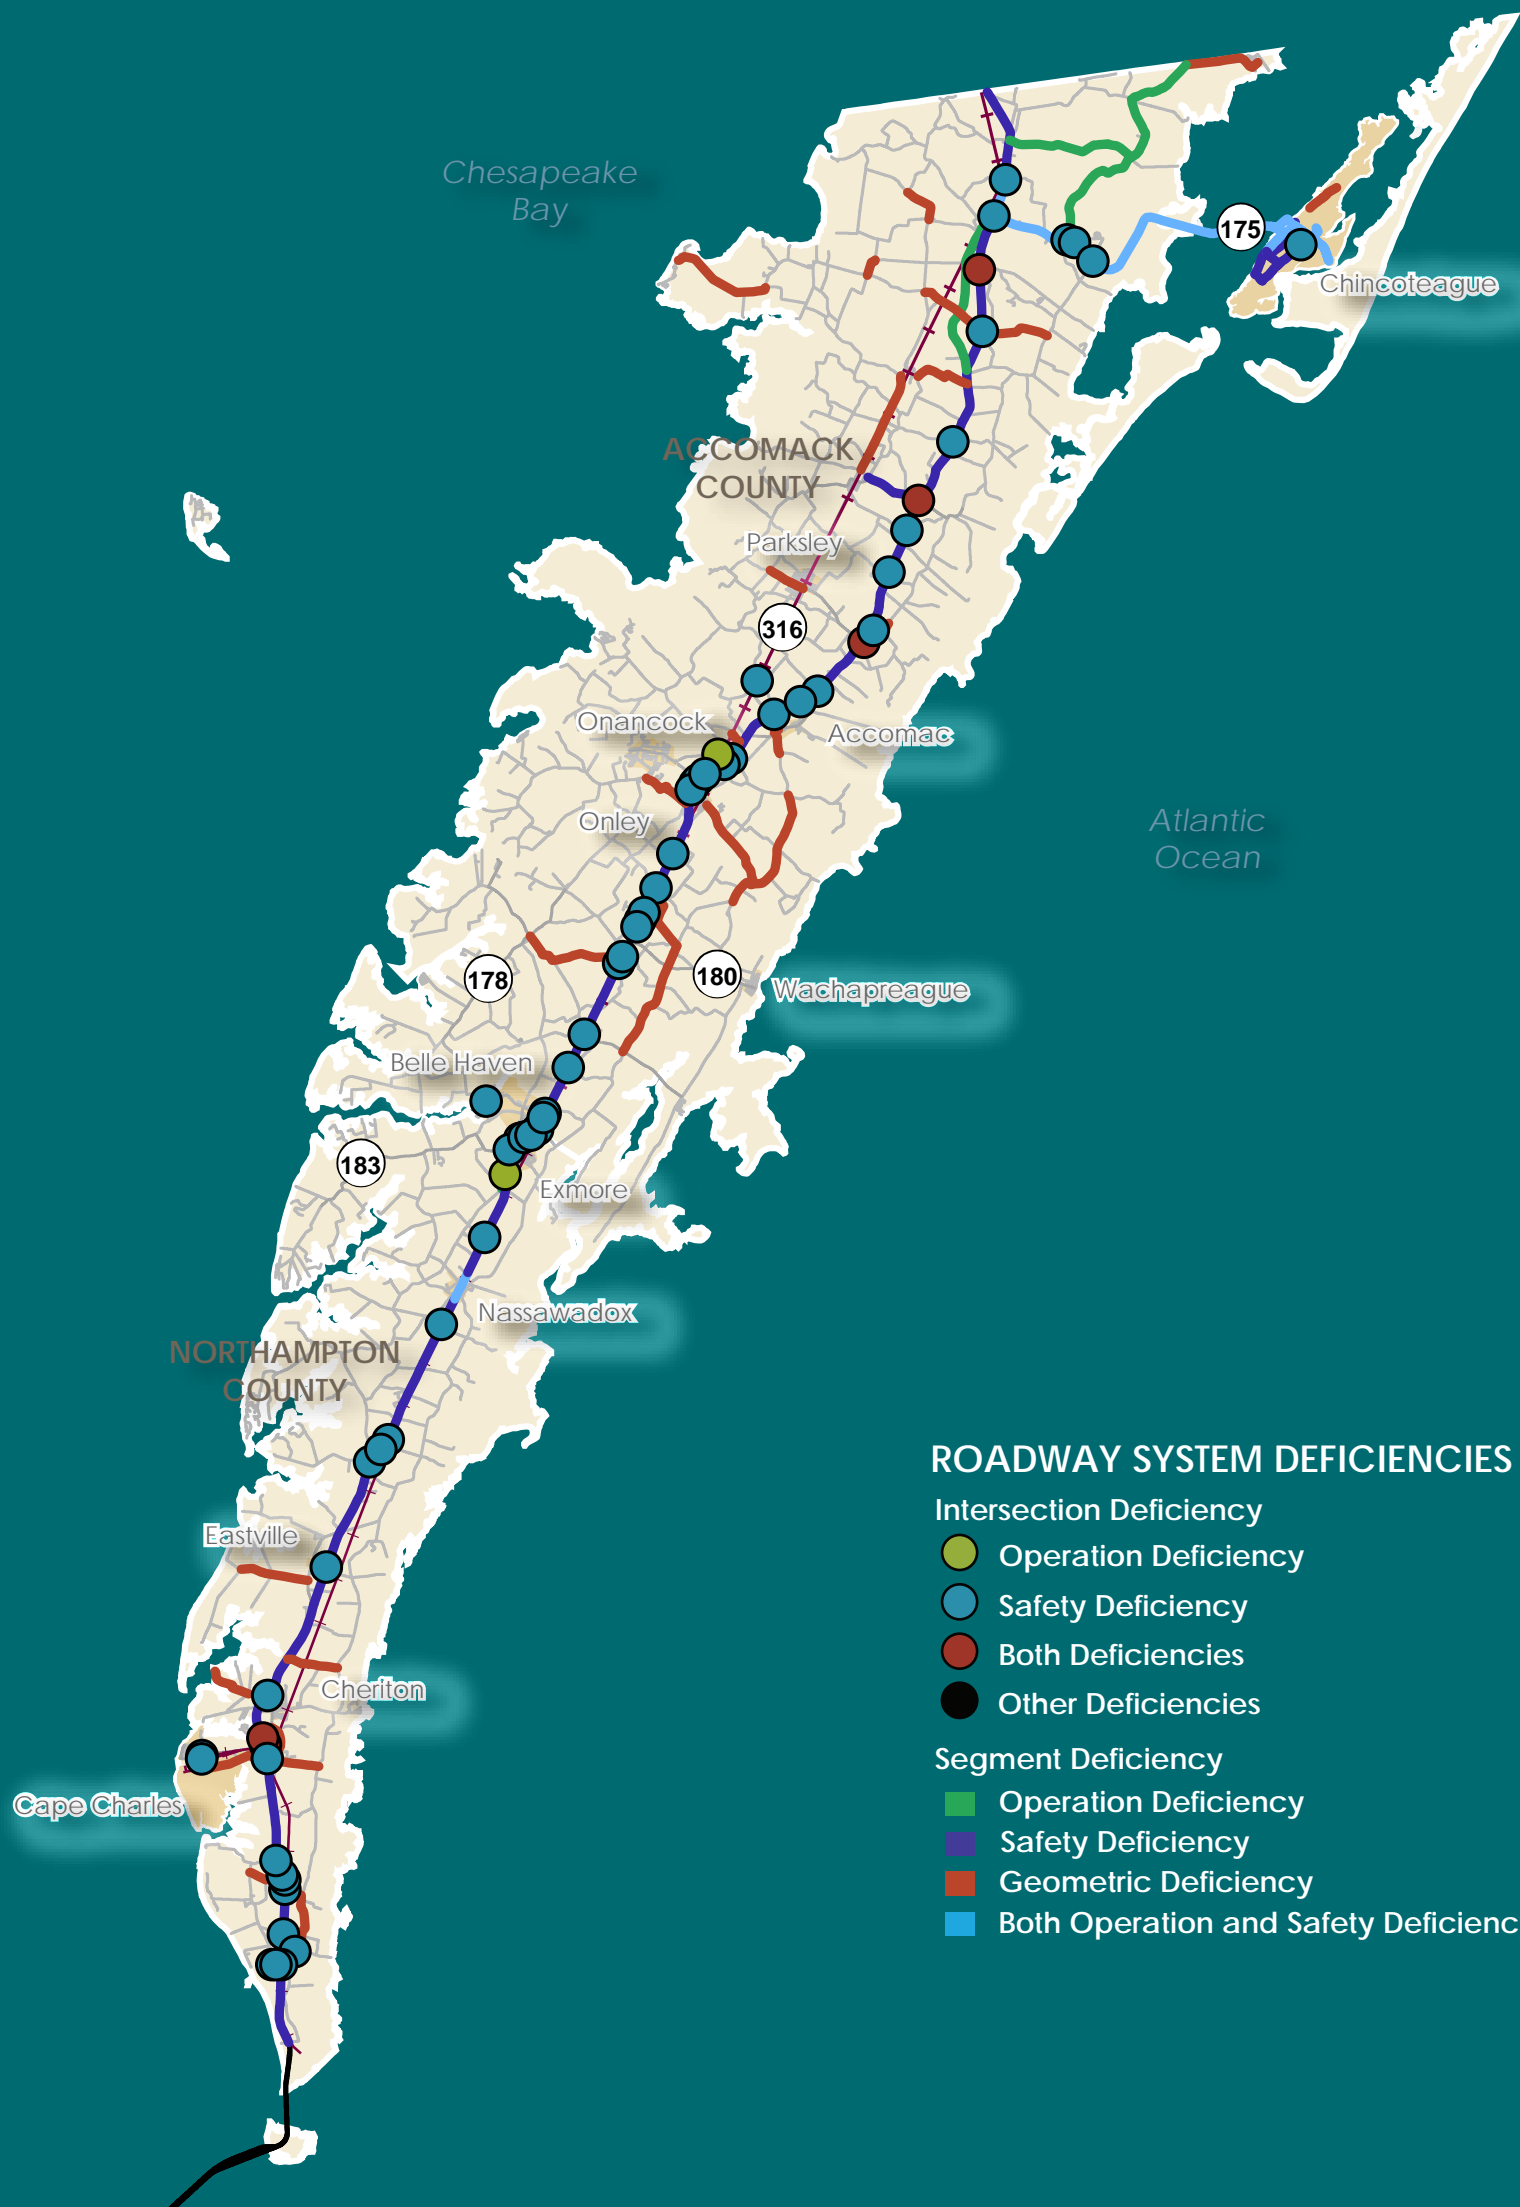 Chesapeake
Bay
175
Chincoteague
ACCOMACK
COUNTY
Parksley
316
Onancock
Accomac
Onley
Atlantic
Ocean
178
180
Wachapreague
Belle Haven
183
Exmore
Nassawadox
NORTHAMPTON
COUNTY
Eastville
Cheriton
Cape Charles
ROADWAY SYSTEM DEFICIENCIES
Intersection Deficiency
Operation Deficiency
Safety Deficiency
Both Deficiencies
Other Deficiencies
Segment Deficiency
Operation Deficiency
Safety Deficiency
Geometric Deficiency
Both Operation and Safety Deficienc